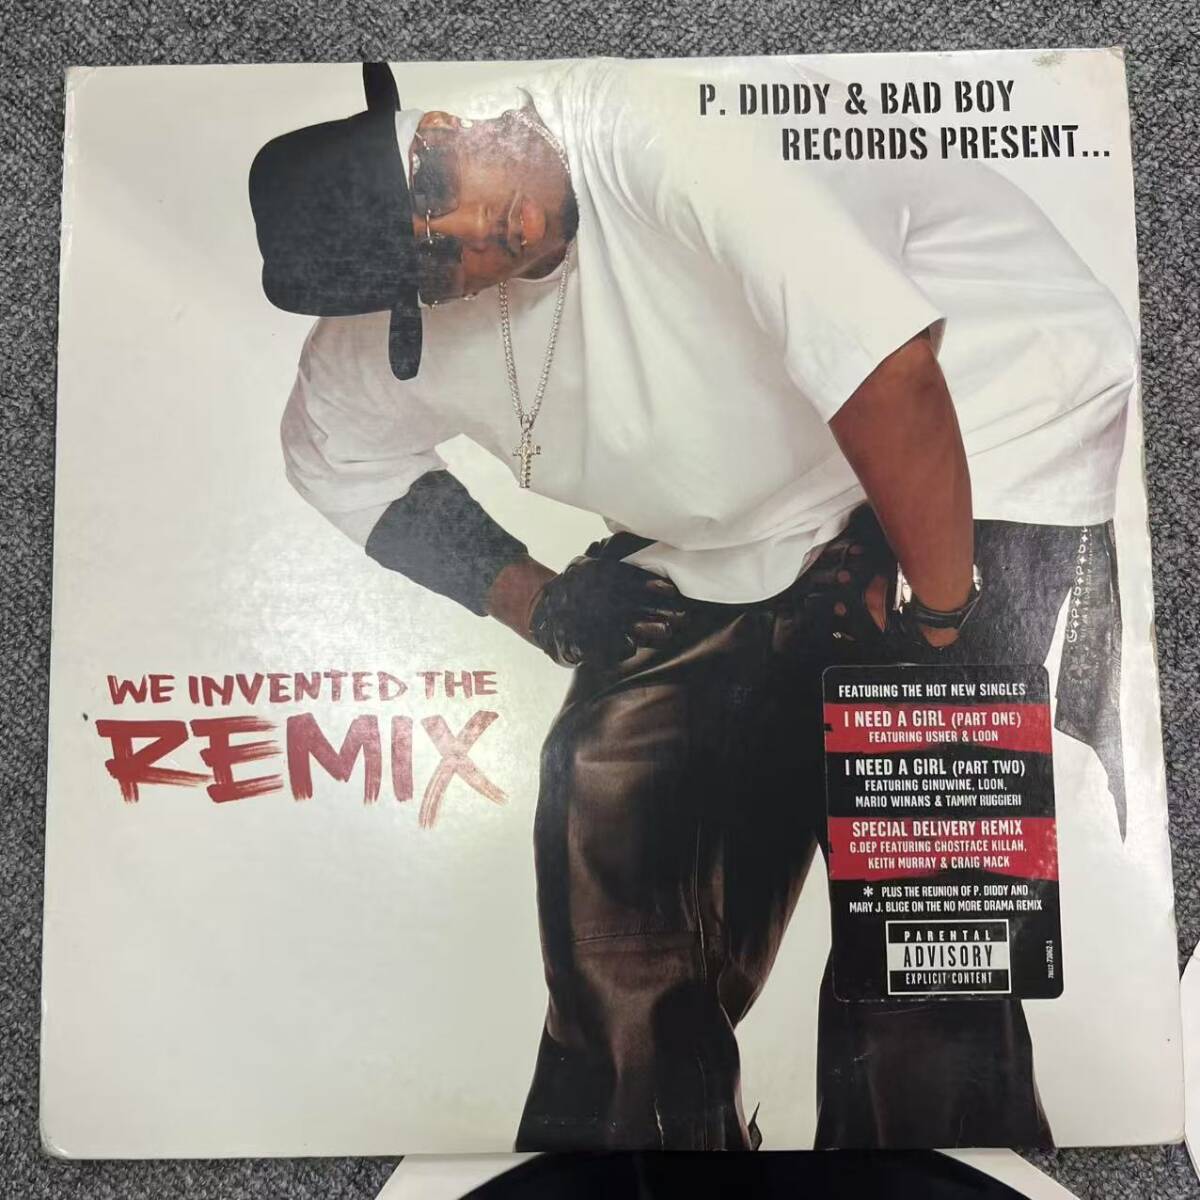 P. DIDDY & BAD BOY
RECORDS PRESENT...
WE INVENTED THE
REMIX
FEATURING THE HOT NEW SINGLES
I NEED A GIRL (PART ONE)
FEATURING USHER & LOON
I NEED A GIRL (PART TWO)
FEATURING GINUWINE, LOON,
MARIO WINANS & TAMMY RUGGIERI
SPECIAL DELIVERY REMIX
G.DEP FEATURING GHOSTFACE KILLAH,
KEITH MURRAY & CRAIG MACK
* PLUS THE REUNION OF P. DIDDY AND
MARY J. BLIGE ON THE NO MORE DRAMA REMIX
PARENTAL
ADVISORY
EXPLICIT CONTENT
78612-73062-1